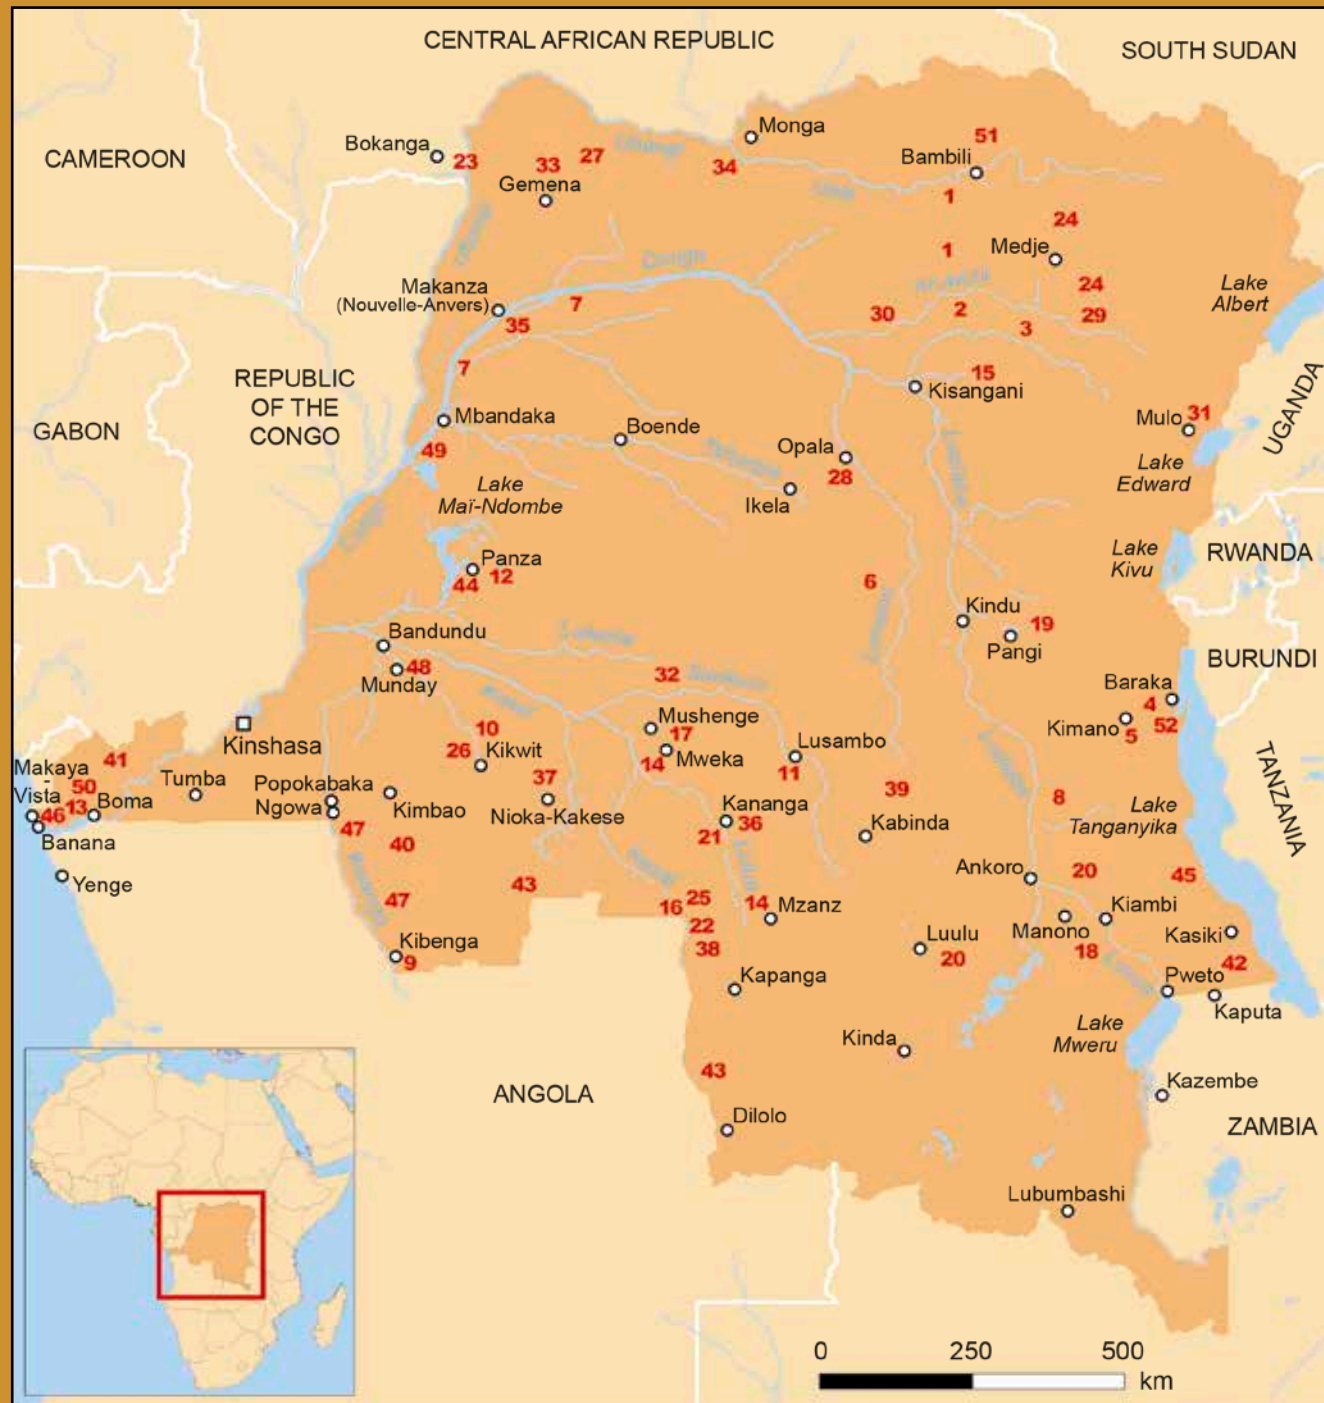 CENTRAL AFRICAN REPUBLIC
SOUTH SUDAN
CAMEROON
Bokanga
23
33
27
Gemena
34
Monga
51
Bambili
1
24
Medje
1
24
Lake
Albert
Congo
Makanza
(Nouvelle-Anvers)
7
35
30
2
29
3
7
15
Kisangani
REPUBLIC
OF THE
CONGO
GABON
Mbandaka
49
Boende
Opala
28
Ikela
Mulo
31
UGANDA
Lake
Edward
Lake
Maï-Ndombe
Panza
44
12
6
Lake
Kivu
RWANDA
Kindu
19
Pangi
Bandundu
48
Munday
32
BURUNDI
Baraka
4
Kimano
5
52
Mushenge
17
14
Mweka
Lusambo
11
10
26
Kikwit
37
Nioka-Kakese
Kinshasa
41
Makaya
-
Vista
50
46
13
Boma
Banana
Yenge
Tumba
Popokabaka
Ngowa
47
Kimbao
40
47
43
Kibenga
9
Kananga
36
21
39
Kabinda
8
Lake
Tanganyika
TANZANIA
Ankoro
20
45
16
25
14
22
38
Mzanz
Kapanga
Luulu
20
Manono
18
Kiambi
Kasiki
42
Pweto
Kaputa
Kinda
Lake
Mweru
43
Dilolo
ANGOLA
Kazembe
ZAMBIA
Lubumbashi
0
250
500
km